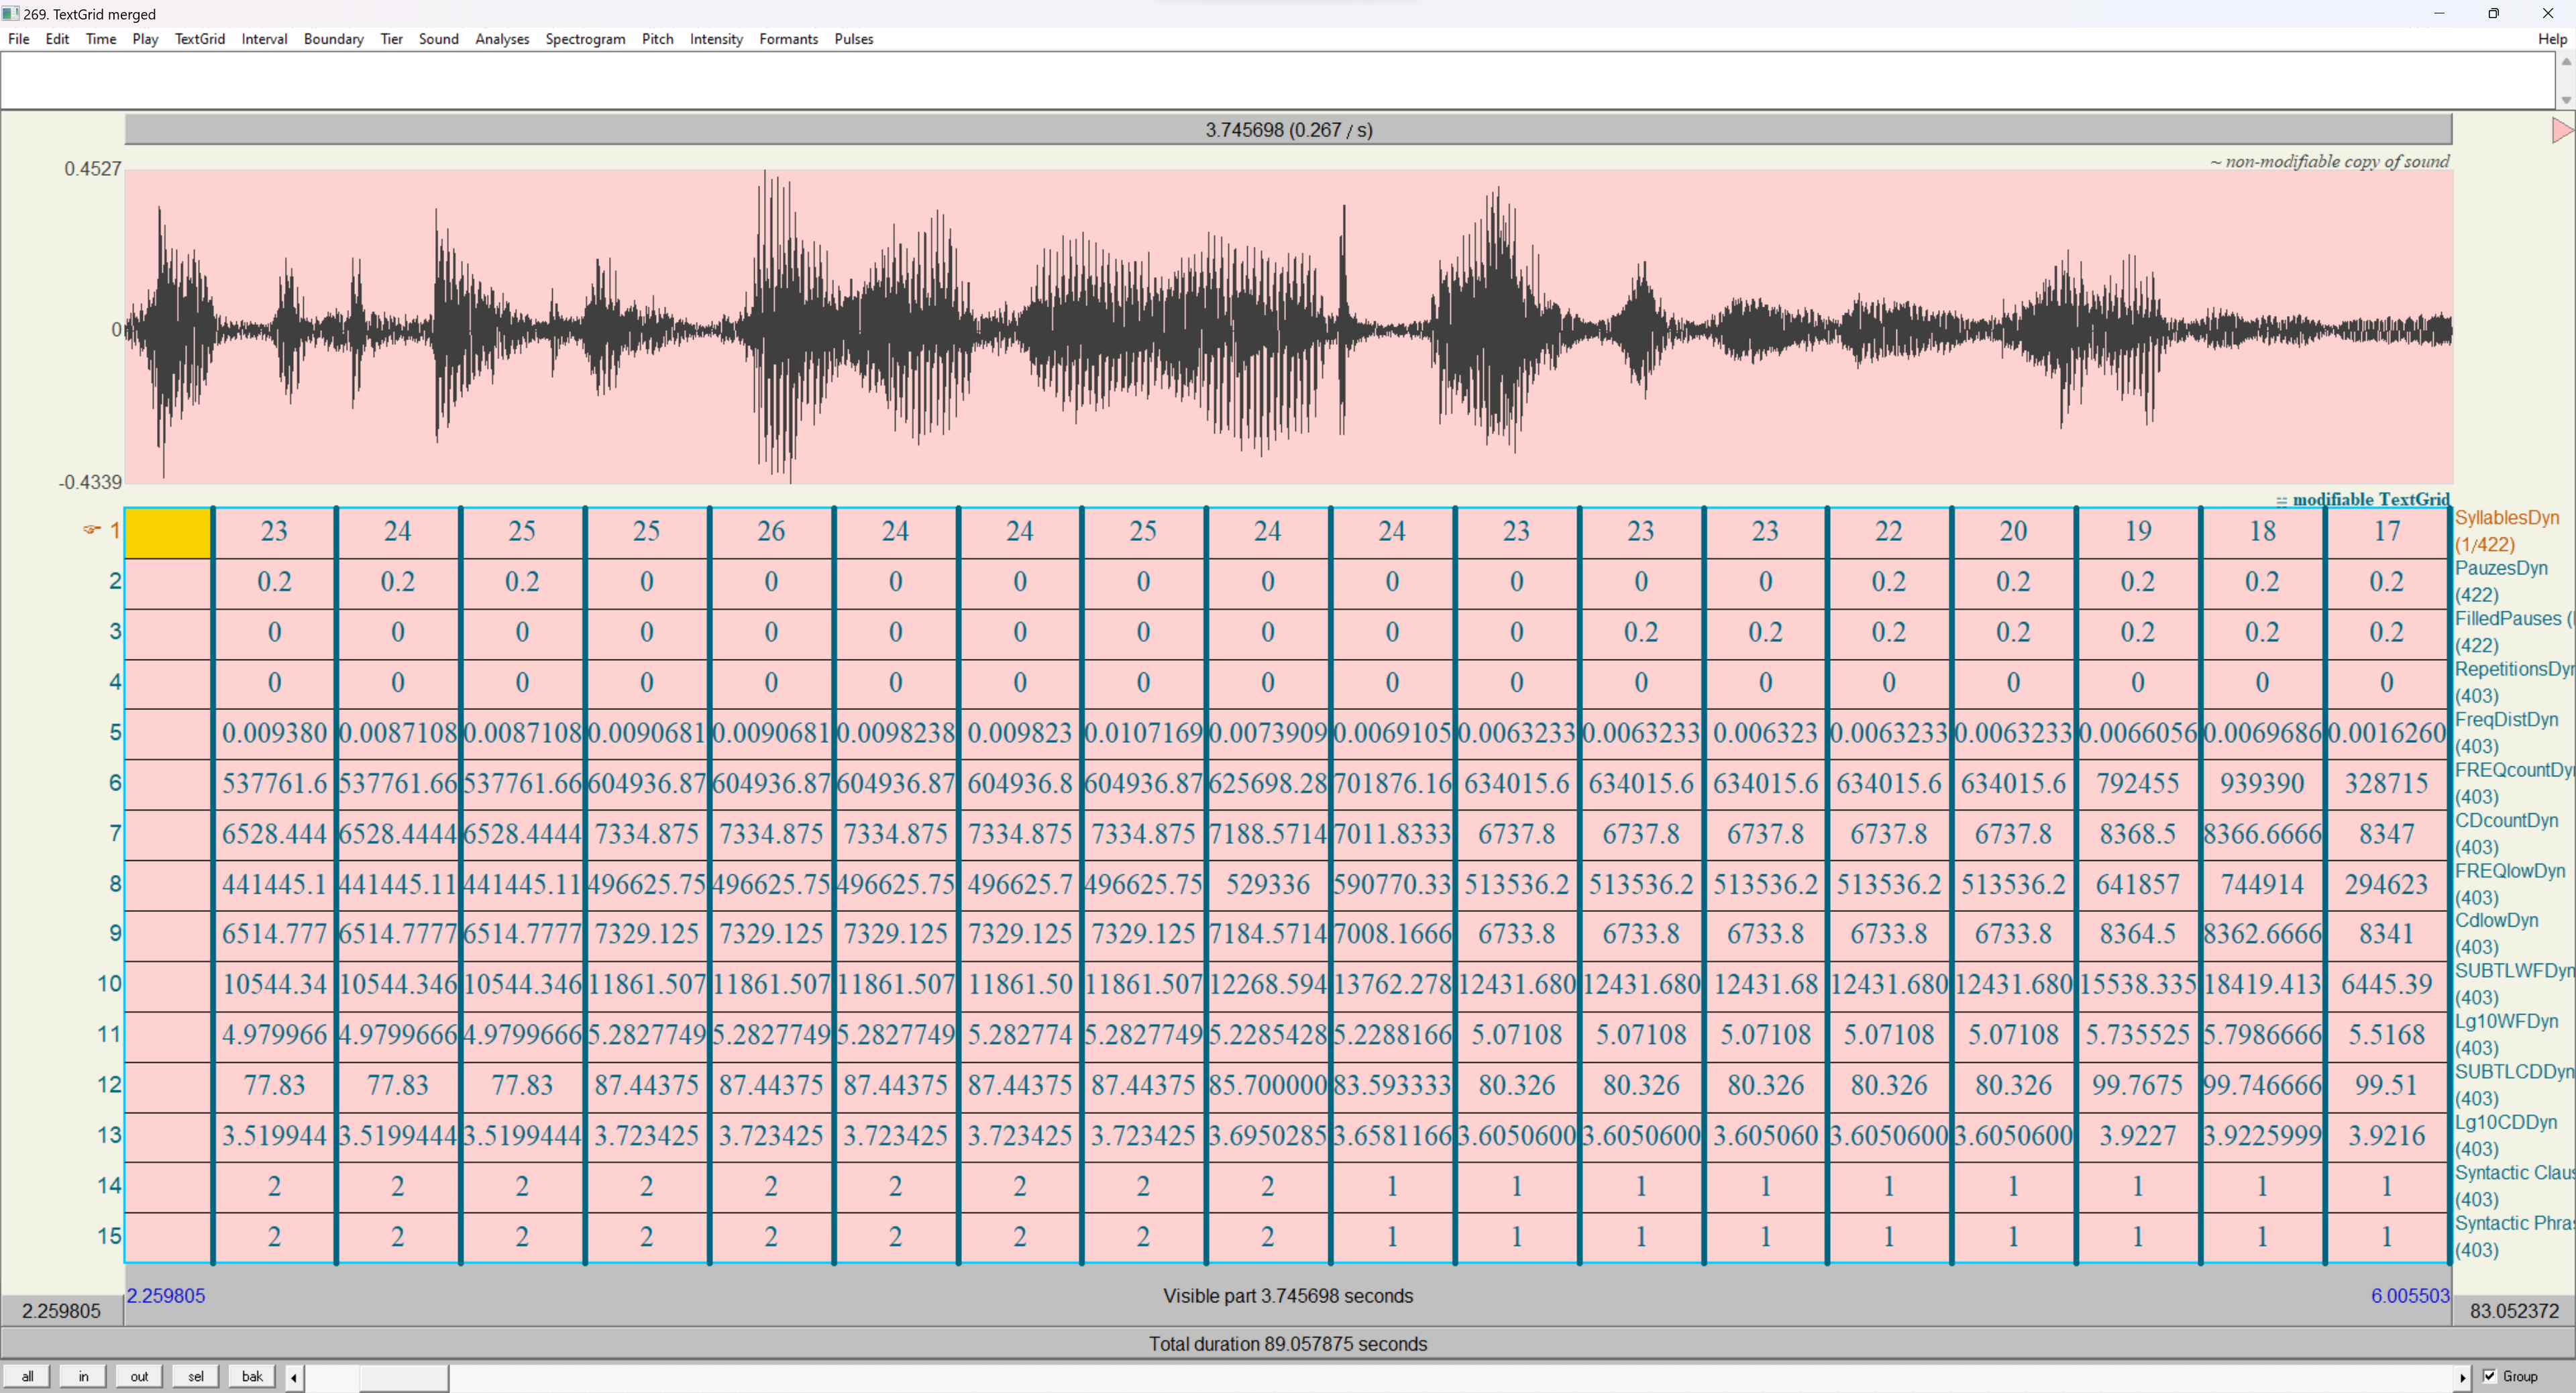 269. TextGrid merged
File Edit Time Play TextGrid Interval Boundary Tier Sound Analyses Spectrogram Pitch Intensity Formants Pulses Help
3.745698 (0.267 / s)
~ non-modifiable copy of sound
0.4527
0
-0.4339
modifiable TextGrid
1 23 24 25 25 26 24 24 25 24 24 23 23 23 22 20 19 18 17 SyllablesDyn
(1/422)
2 0.2 0.2 0.2 0 0 0 0 0 0 0 0 0 0 0.2 0.2 0.2 0.2 0.2 PauzesDyn
(422)
3 0 0 0 0 0 0 0 0 0 0 0 0.2 0.2 0.2 0.2 0.2 0.2 0.2 FilledPauses (
(422)
4 0 0 0 0 0 0 0 0 0 0 0 0 0 0 0 0 0 0 RepetitionsDyn
(403)
5 0.009380 0.0087108 0.0087108 0.0090681 0.0090681 0.0098238 0.009823 0.0107169 0.0073909 0.0069105 0.0063233 0.0063233 0.006323 0.0063233 0.0063233 0.0066056 0.0069686 0.0016260 FreqDistDyn
(403)
6 537761.6 537761.66 537761.66 604936.87 604936.87 604936.87 604936.8 604936.87 625698.28 701876.16 634015.6 634015.6 634015.6 634015.6 634015.6 792455 939390 328715 FREQcountDy
(403)
7 6528.444 6528.4444 6528.4444 7334.875 7334.875 7334.875 7334.875 7334.875 7188.5714 7011.8333 6737.8 6737.8 6737.8 6737.8 6737.8 8368.5 8366.6666 8347 CDcountDyn
(403)
8 441445.1 441445.11 441445.11 496625.75 496625.75 496625.75 496625.7 496625.75 529336 590770.33 513536.2 513536.2 513536.2 513536.2 513536.2 641857 744914 294623 FREQlowDyn
(403)
9 6514.777 6514.7777 6514.7777 7329.125 7329.125 7329.125 7329.125 7329.125 7184.5714 7008.1666 6733.8 6733.8 6733.8 6733.8 6733.8 8364.5 8362.6666 8341 CdlowDyn
(403)
10 10544.34 10544.346 10544.346 11861.507 11861.507 11861.507 11861.50 11861.507 12268.594 13762.278 12431.680 12431.680 12431.68 12431.680 12431.680 15538.335 18419.413 6445.39 SUBTLWFDyn
(403)
11 4.979966 4.9799666 4.9799666 5.2827749 5.2827749 5.2827749 5.282774 5.2827749 5.2285428 5.2288166 5.07108 5.07108 5.07108 5.07108 5.07108 5.735525 5.7986666 5.5168 Lg10WFDyn
(403)
12 77.83 77.83 77.83 87.44375 87.44375 87.44375 87.44375 87.44375 85.700000 83.593333 80.326 80.326 80.326 80.326 80.326 99.7675 99.746666 99.51 SUBTLCDDyn
(403)
13 3.519944 3.5199444 3.5199444 3.723425 3.723425 3.723425 3.723425 3.723425 3.6950285 3.6581166 3.6050600 3.6050600 3.605060 3.6050600 3.6050600 3.9227 3.9225999 3.9216 Lg10CDDyn
(403)
14 2 2 2 2 2 2 2 2 2 1 1 1 1 1 1 1 1 1 Syntactic Claus
(403)
15 2 2 2 2 2 2 2 2 2 1 1 1 1 1 1 1 1 1 Syntactic Phra
(403)
2.259805 Visible part 3.745698 seconds 6.005503
2.259805 83.052372
Total duration 89.057875 seconds
all in out sel bak Group